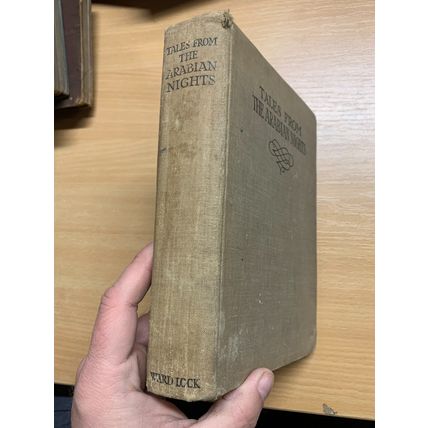 TALES FROM
THE
ARABIAN
NIGHTS
WARD LOCK
TALES FROM
THE ARABIAN NIGHTS